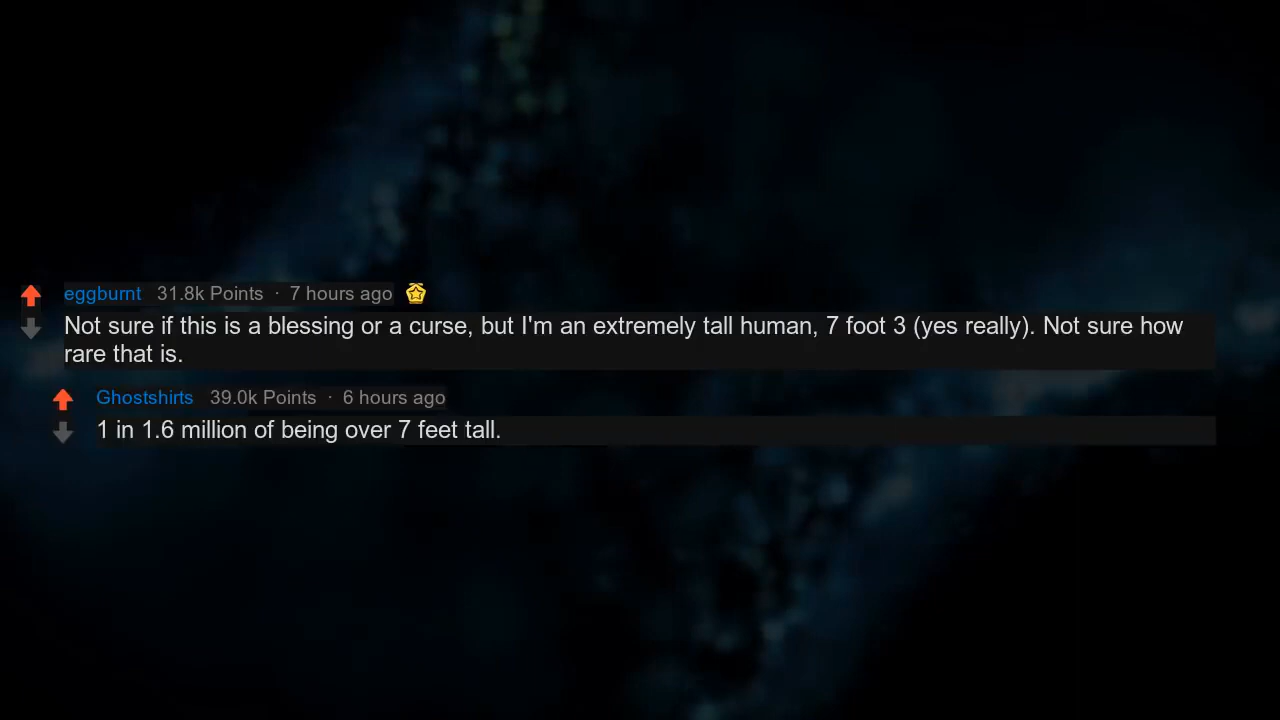 eggburnt 31.8k Points · 7 hours ago
Not sure if this is a blessing or a curse, but I'm an extremely tall human, 7 foot 3 (yes really). Not sure how
rare that is.
Ghostshirts 39.0k Points · 6 hours ago
1 in 1.6 million of being over 7 feet tall.